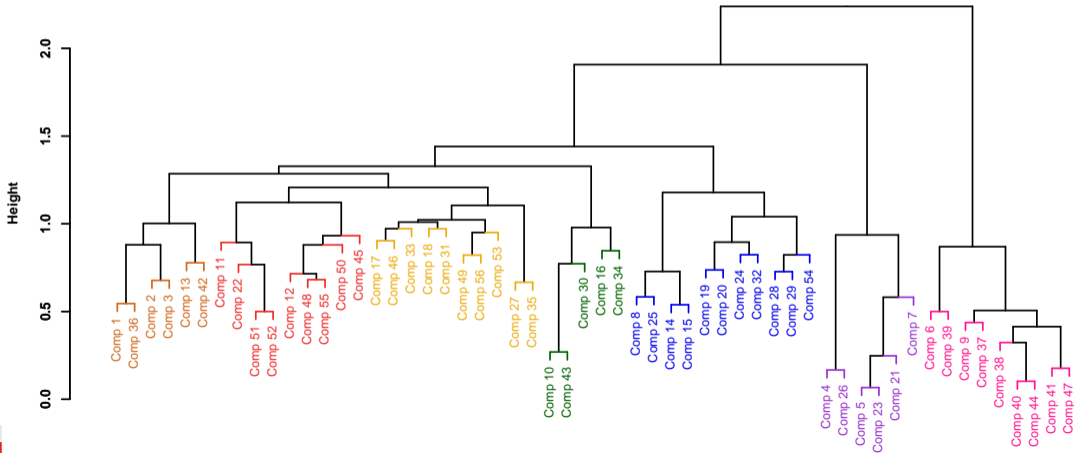 Height
2.0
1.5
1.0
0.5
0.0
Comp 1
Comp 36
Comp 2
Comp 3
Comp 13
Comp 42
Comp 11
Comp 22
Comp 51
Comp 52
Comp 12
Comp 48
Comp 55
Comp 50
Comp 45
Comp 17
Comp 46
Comp 33
Comp 18
Comp 31
Comp 49
Comp 56
Comp 53
Comp 27
Comp 35
Comp 10
Comp 43
Comp 30
Comp 16
Comp 34
Comp 8
Comp 25
Comp 14
Comp 15
Comp 19
Comp 20
Comp 24
Comp 32
Comp 28
Comp 29
Comp 54
Comp 4
Comp 26
Comp 5
Comp 23
Comp 21
Comp 7
Comp 6
Comp 39
Comp 9
Comp 37
Comp 38
Comp 40
Comp 44
Comp 41
Comp 47